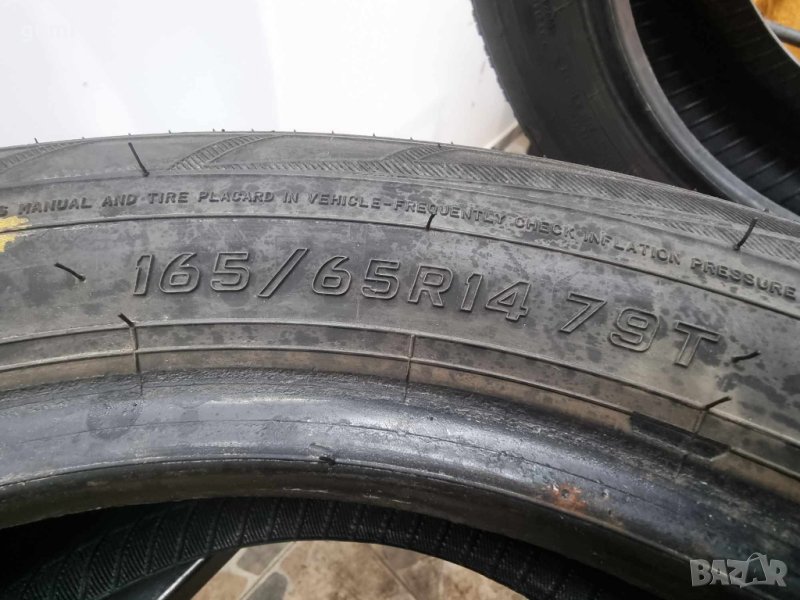 MANUAL AND TIRE PLACARD IN VEHICLE-FREQUENTLY CHECK INFLATION PRESSURE
165/65R14 79T
BAZAR